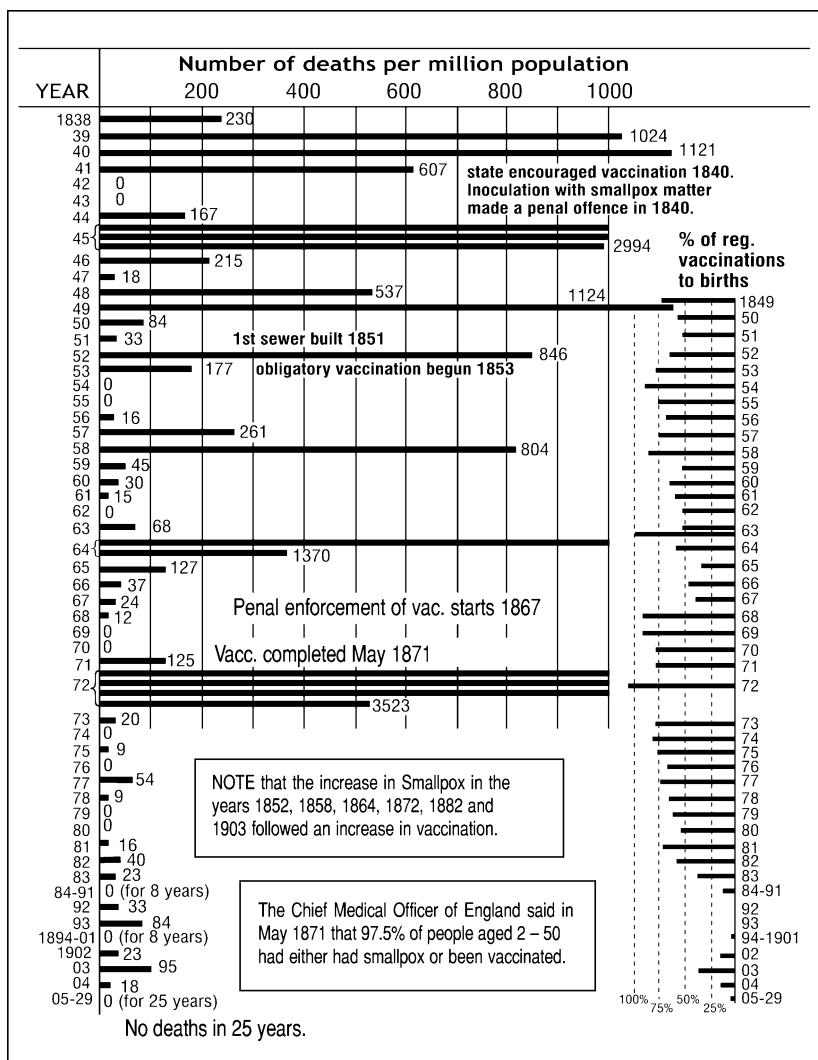 Number of deaths per million population
YEAR 200 400 600 800 1000
1838 230
39 1024
40 1121
41 607
state encouraged vaccination 1840.
42 0
Inoculation with smallpox matter
43 0
made a penal offence in 1840.
44 167
45 2994
% of reg.
vaccinations
to births
46 215
47 18
48 537
49 1124 1849
50 84 50
51 33 1st sewer built 1851 51
52 846 52
53 177 obligatory vaccination begun 1853 53
54 0 54
55 0 55
56 16 56
57 261 57
58 804 58
59 45 59
60 30 60
61 15 61
62 0 62
63 68 63
64 1370 64
65 127 65
66 37 66
67 24 Penal enforcement of vac. starts 1867 67
68 12 68
69 0 69
70 0 70
71 125 Vacc. completed May 1871 71
72 3523 72
73 20 73
74 0 74
75 9 75
76 0 76
77 54 77
78 9 78
79 0 79
80 0 80
81 16 81
82 40 82
83 23 83
NOTE that the increase in Smallpox in the
years 1852, 1858, 1864, 1872, 1882 and
1903 followed an increase in vaccination.
84-91 0 (for 8 years) 84-91
92 33 92
93 84 93
1894-01 0 (for 8 years) 94-1901
1902 23 02
03 95 03
04 18 04
05-29 0 (for 25 years) 05-29
The Chief Medical Officer of England said in
May 1871 that 97.5% of people aged 2 – 50
had either had smallpox or been vaccinated.
100% 75% 50% 25%
No deaths in 25 years.